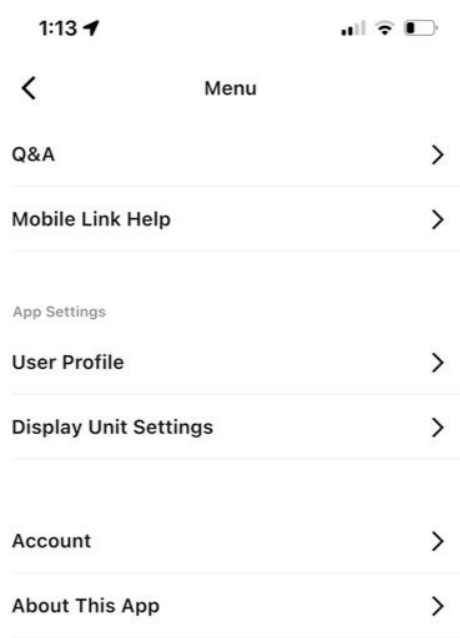 1:13
Menu
Q&A
Mobile Link Help
App Settings
User Profile
Display Unit Settings
Account
About This App